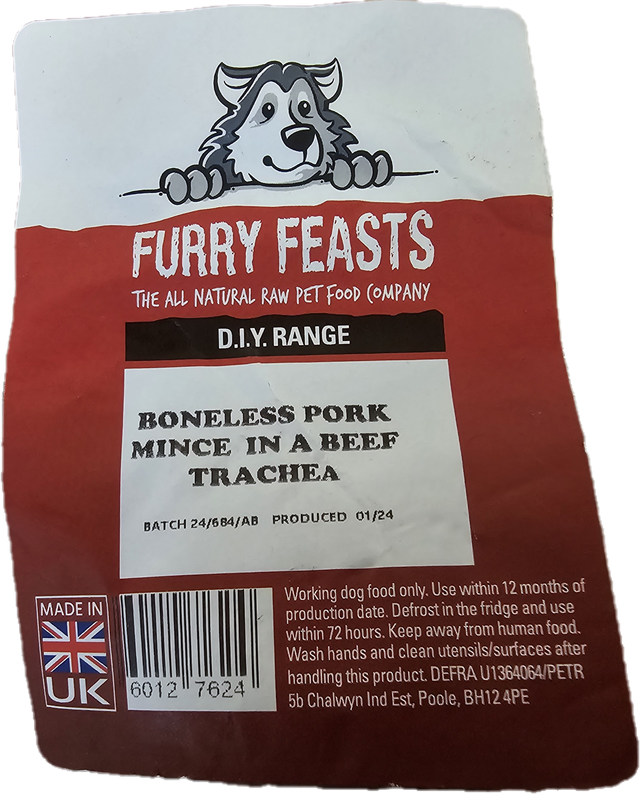 FURRY FEASTS
THE ALL NATURAL RAW PET FOOD COMPANY
D.I.Y. RANGE
BONELESS PORK
MINCE IN A BEEF
TRACHEA
BATCH 24/684/AB PRODUCED 01/24
MADE IN
UK
6012 7624
Working dog food only. Use within 12 months of
production date. Defrost in the fridge and use
within 72 hours. Keep away from human food.
Wash hands and clean utensils/surfaces after
handling this product. DEFRA U1364064/PETR
5b Chalwyn Ind Est, Poole, BH12 4PE